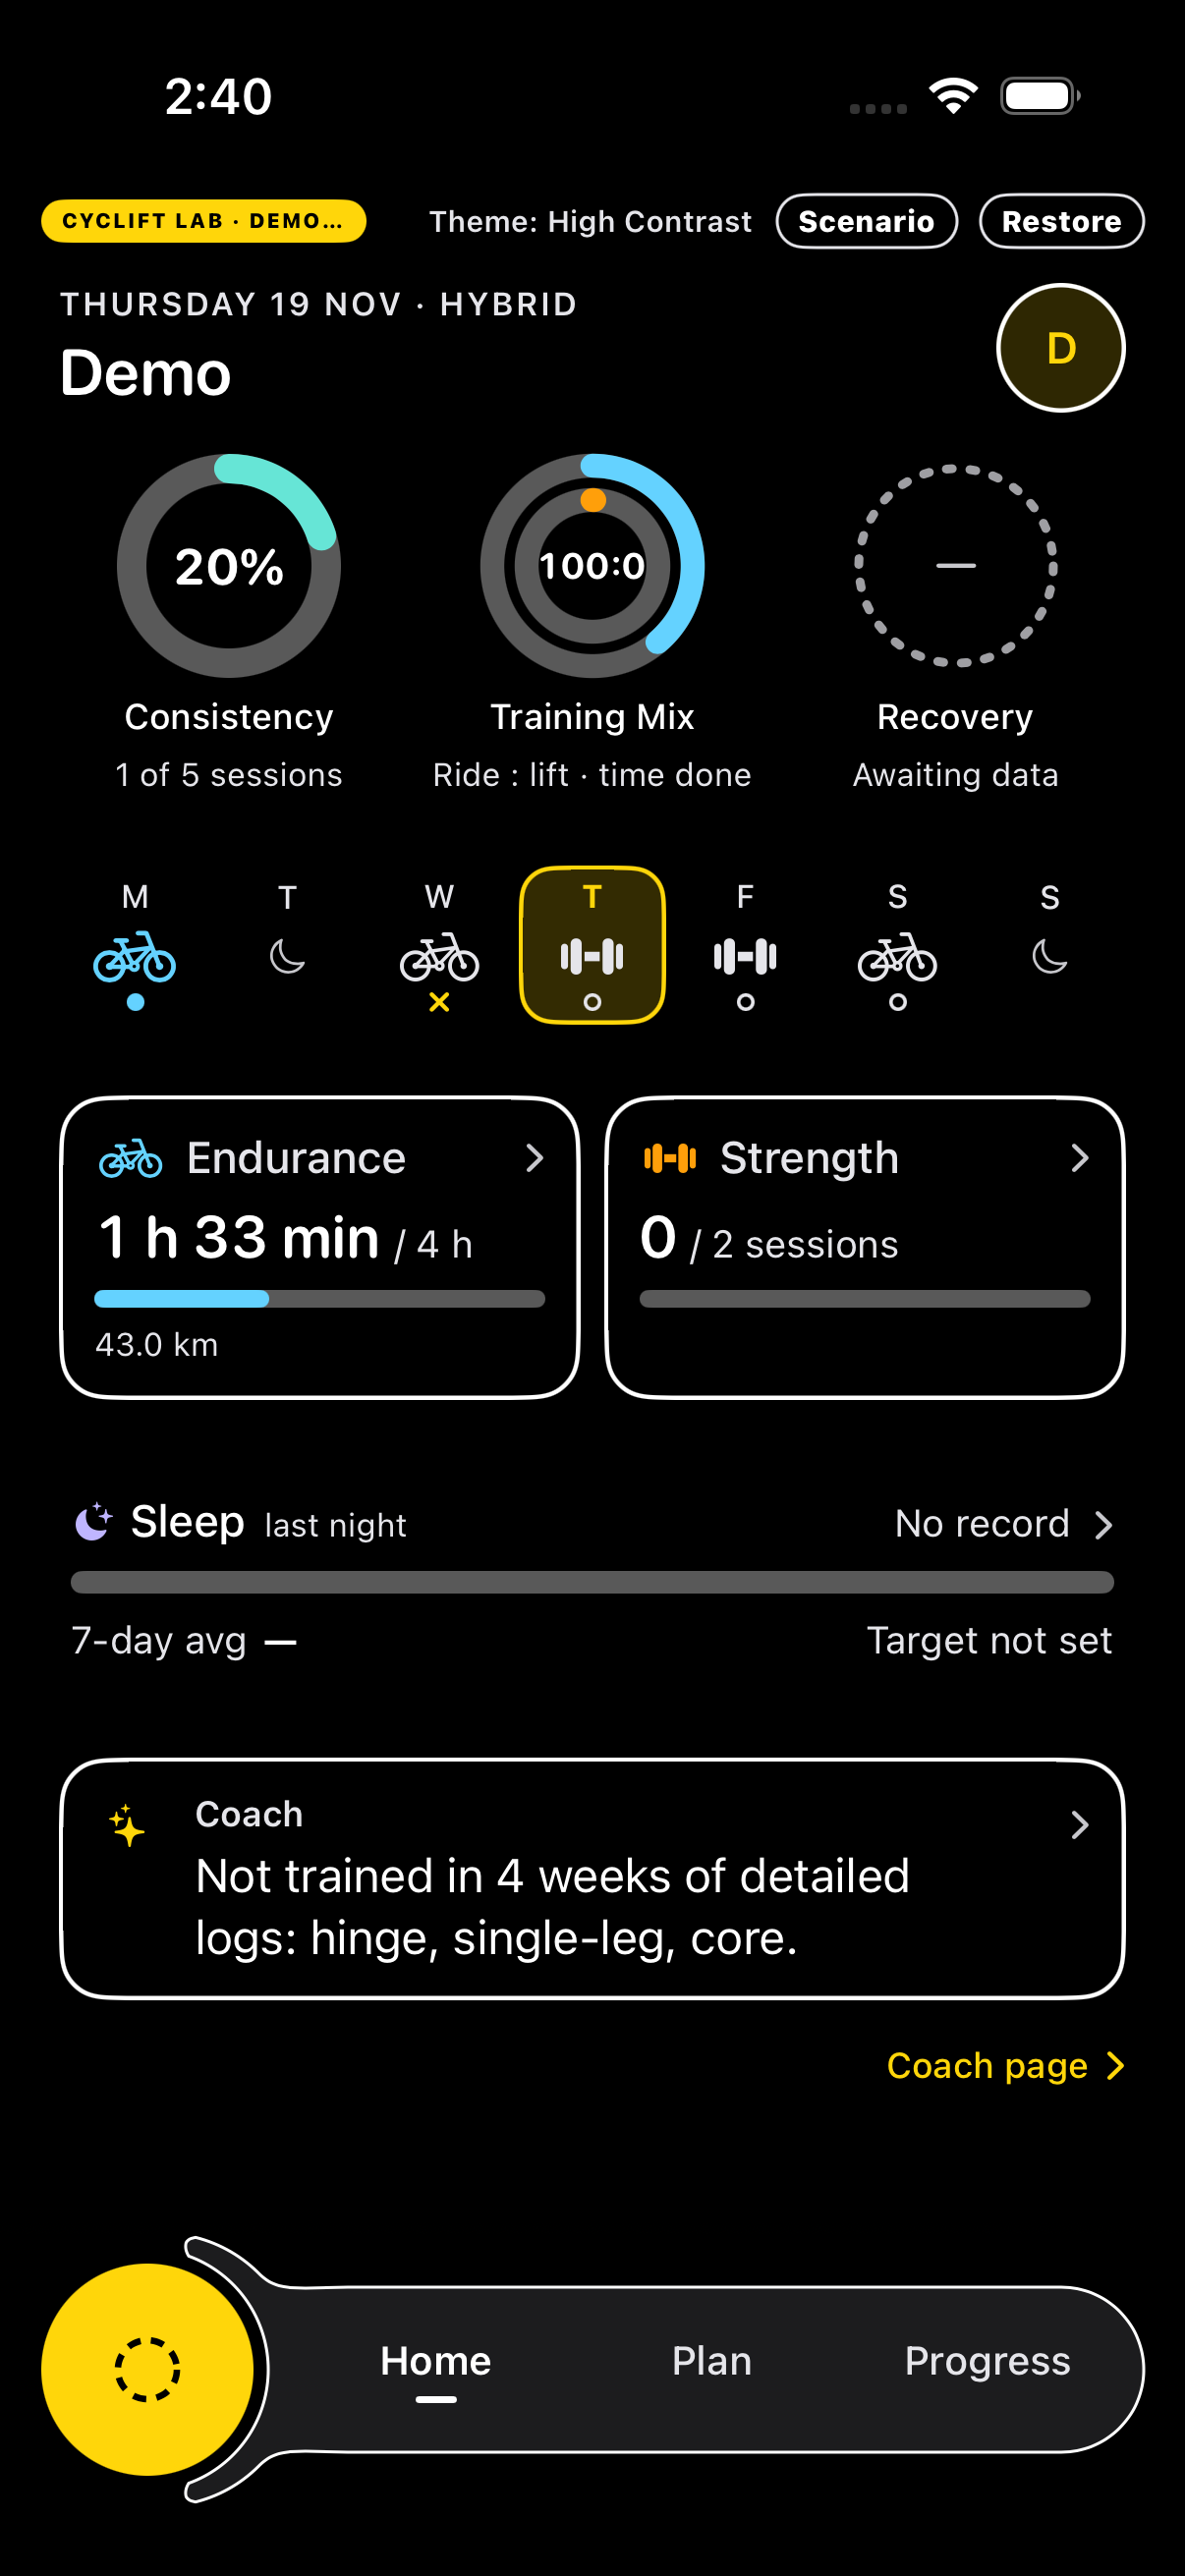 2:40
CYCLIFT LAB · DEMO...
Theme: High Contrast
Scenario
Restore
THURSDAY 19 NOV · HYBRID
Demo
D
20%
100:0
—
Consistency
Training Mix
Recovery
1 of 5 sessions
Ride : lift · time done
Awaiting data
M T W T F S S
Endurance
1 h 33 min / 4 h
43.0 km
Strength
0 / 2 sessions
Sleep last night
No record
7-day avg —
Target not set
Coach
Not trained in 4 weeks of detailed
logs: hinge, single-leg, core.
Coach page
Home
Plan
Progress